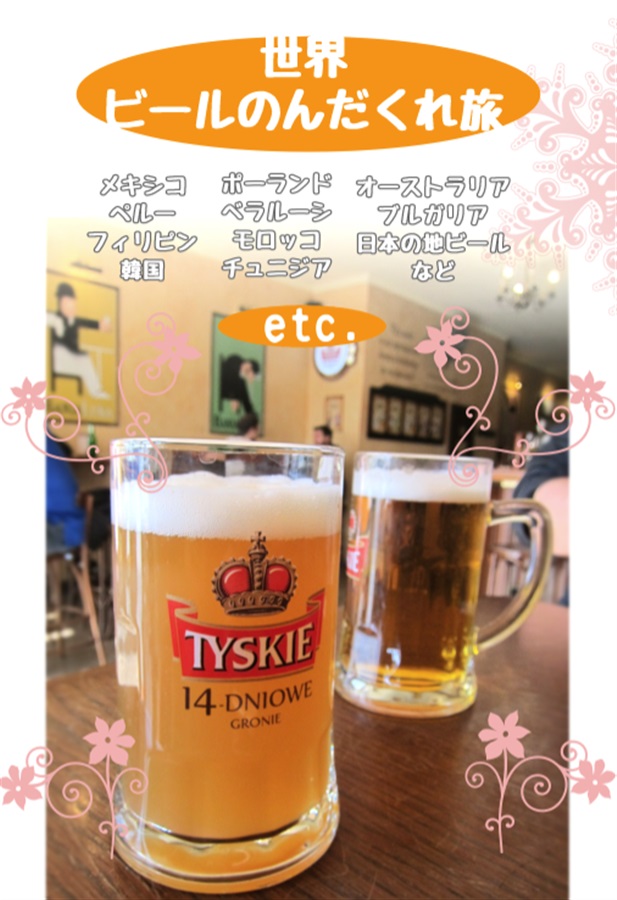 世界
ビールのんだくれ旅
メキシコ
ペルー
フィリピン
韓国
ポーランド
ベラルーシ
モロッコ
チュニジア
オーストラリア
ブルガリア
日本の地ビール
など
etc.
TYSKIE
14-DNIOWE
GRONIE